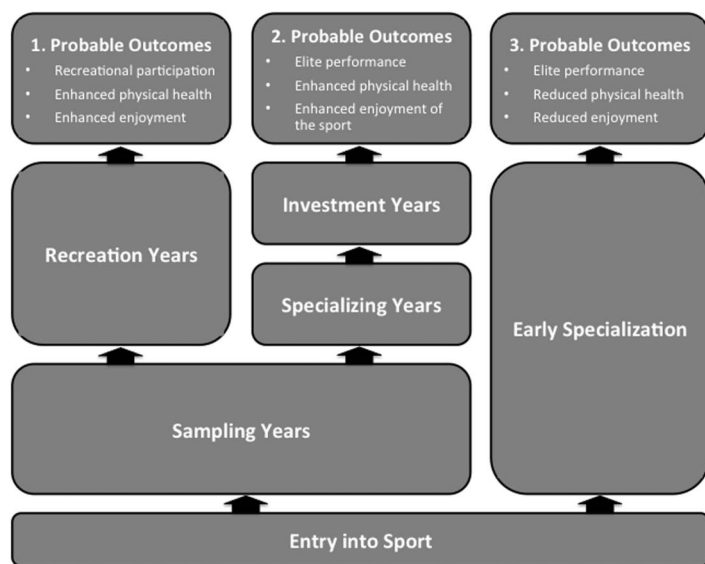 1. Probable Outcomes
• Recreational participation
• Enhanced physical health
• Enhanced enjoyment
2. Probable Outcomes
• Elite performance
• Enhanced physical health
• Enhanced enjoyment of
the sport
3. Probable Outcomes
• Elite performance
• Reduced physical health
• Reduced enjoyment
Recreation Years
Investment Years
Specializing Years
Early Specialization
Sampling Years
Entry into Sport